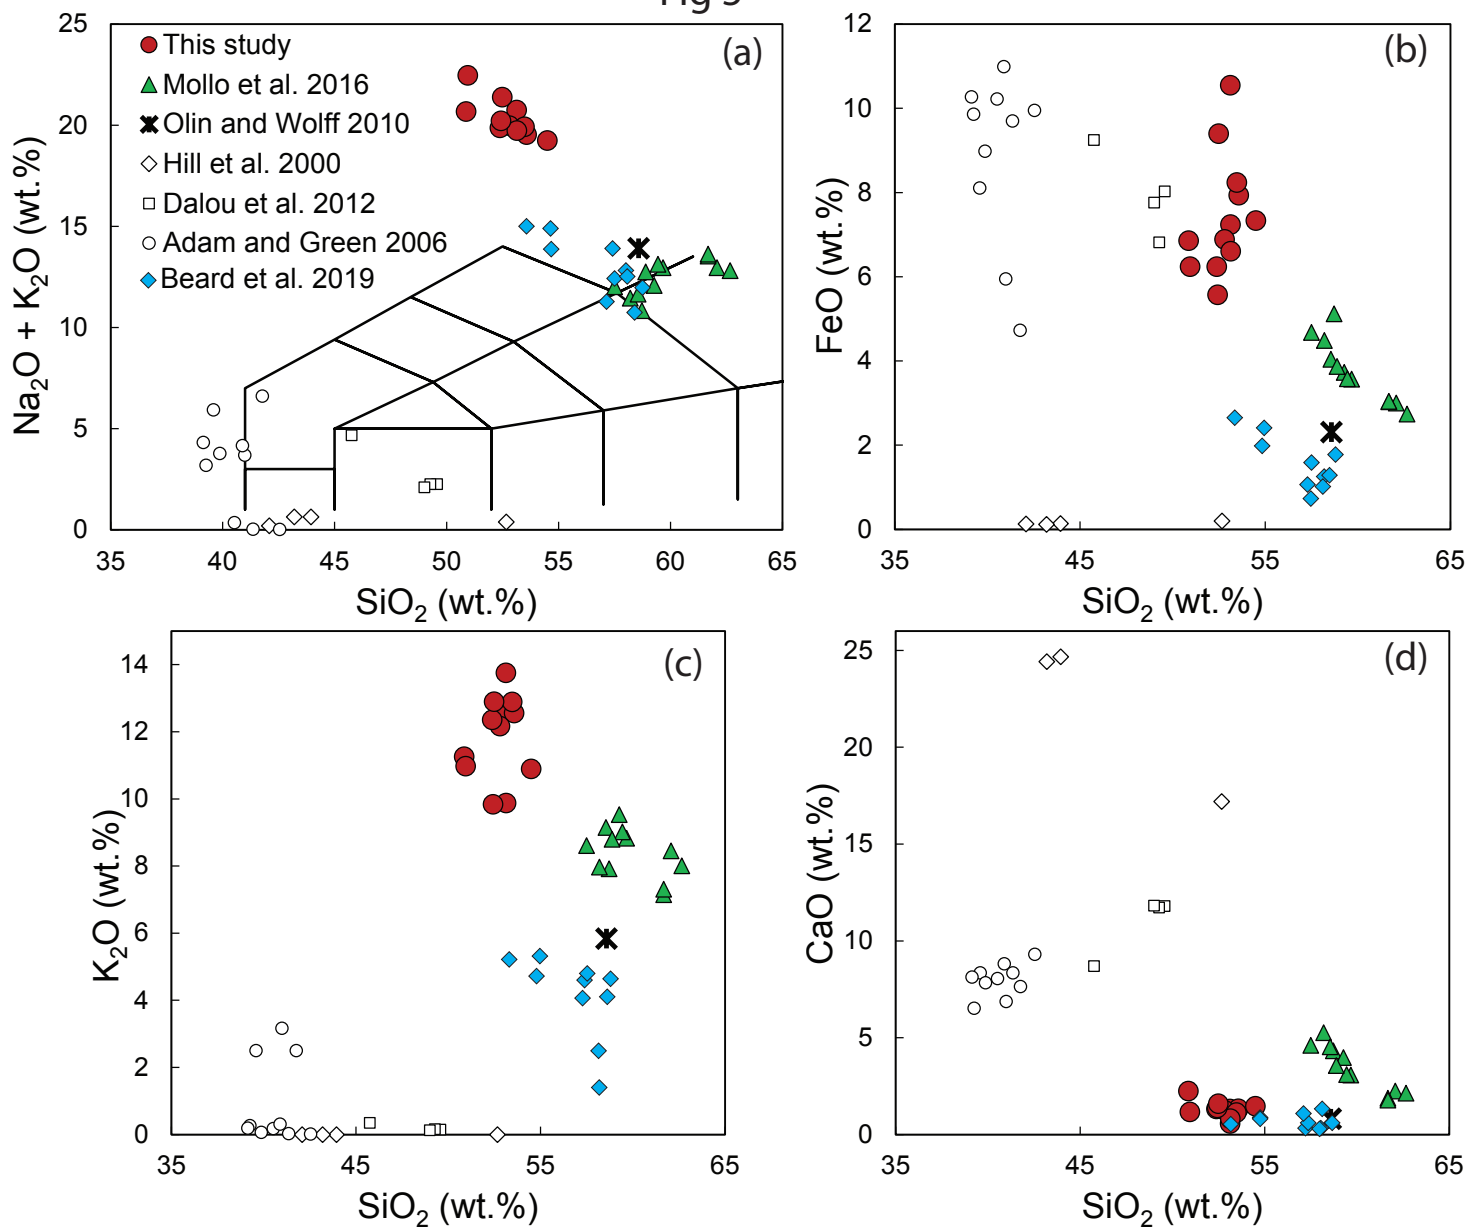 Fig 5
25
20
15
10
5
0
Na₂O + K₂O (wt.%)
This study
Mollo et al. 2016
Olin and Wolff 2010
Hill et al. 2000
Dalou et al. 2012
Adam and Green 2006
Beard et al. 2019
(a)
35 40 45 50 55 60 65
SiO₂ (wt.%)
12
10
8
6
4
2
0
FeO (wt.%)
(b)
35 45 55 65
SiO₂ (wt.%)
14
12
10
8
6
4
2
0
K₂O (wt.%)
(c)
35 45 55 65
SiO₂ (wt.%)
25
20
15
10
5
0
CaO (wt.%)
(d)
35 45 55 65
SiO₂ (wt.%)